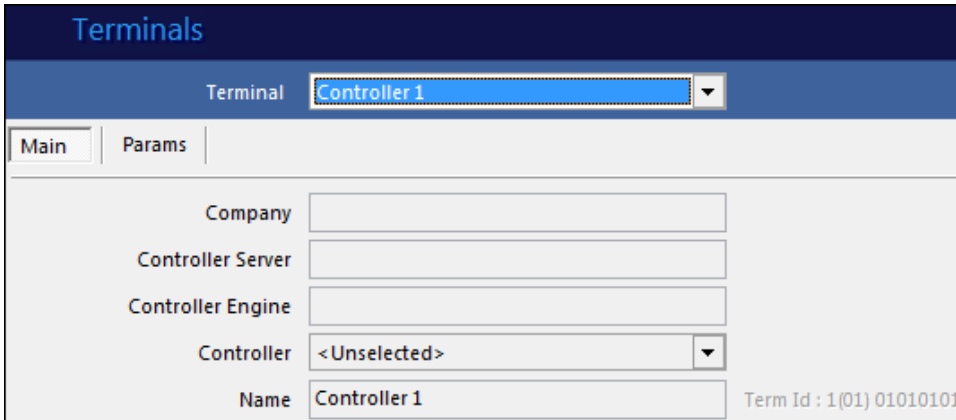 Terminals
Terminal Controller 1
Main Params
Company
Controller Server
Controller Engine
Controller <Unselected>
Name Controller 1 Term Id : 1(01) 01010101